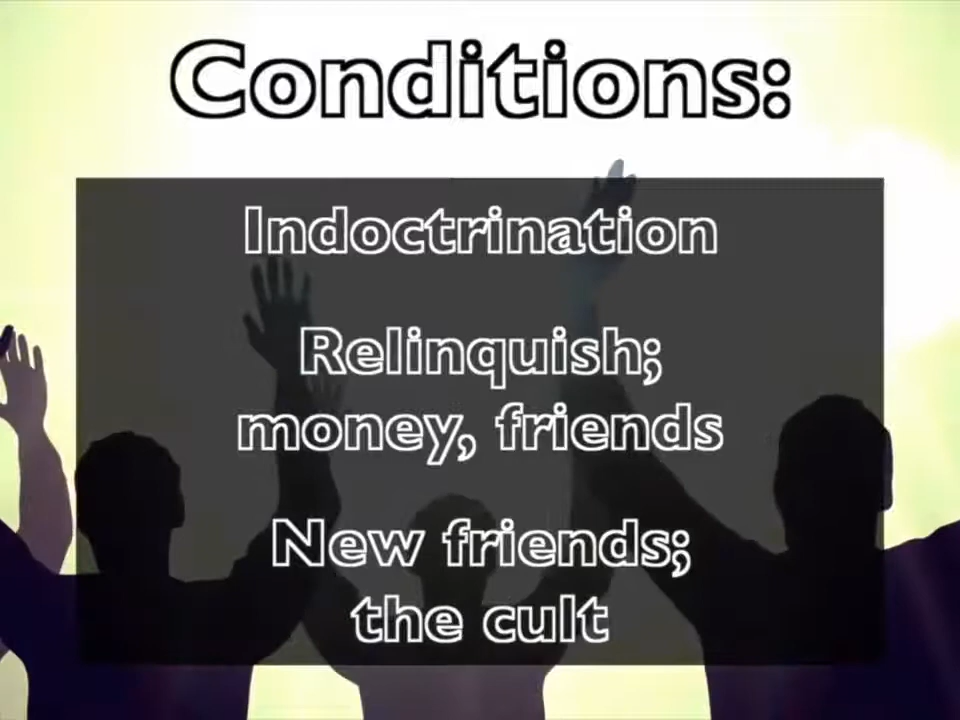 Conditions:
Indoctrination
Relinquish;
money, friends
New friends;
the cult